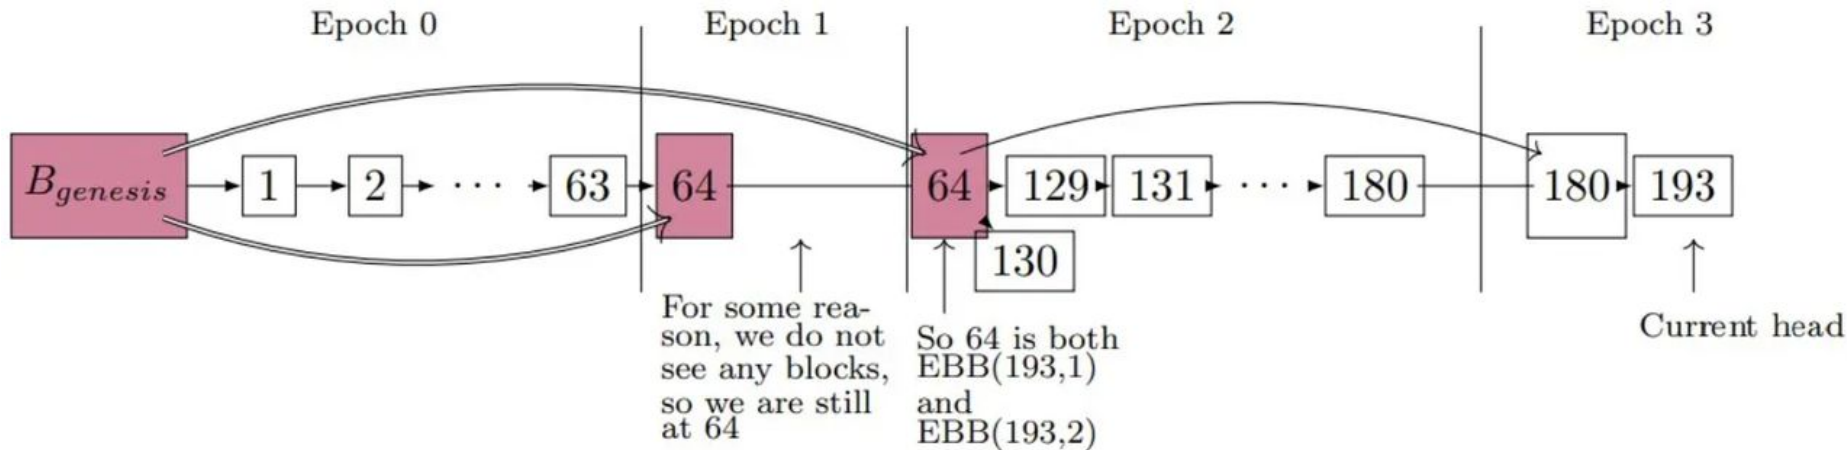 Epoch 0 Epoch 1 Epoch 2 Epoch 3
B_genesis 1 2 ... 63 64 64 129 131 ... 180 180 193
130
For some rea-
son, we do not
see any blocks,
so we are still
at 64
So 64 is both
EBB(193,1)
and
EBB(193,2)
Current head